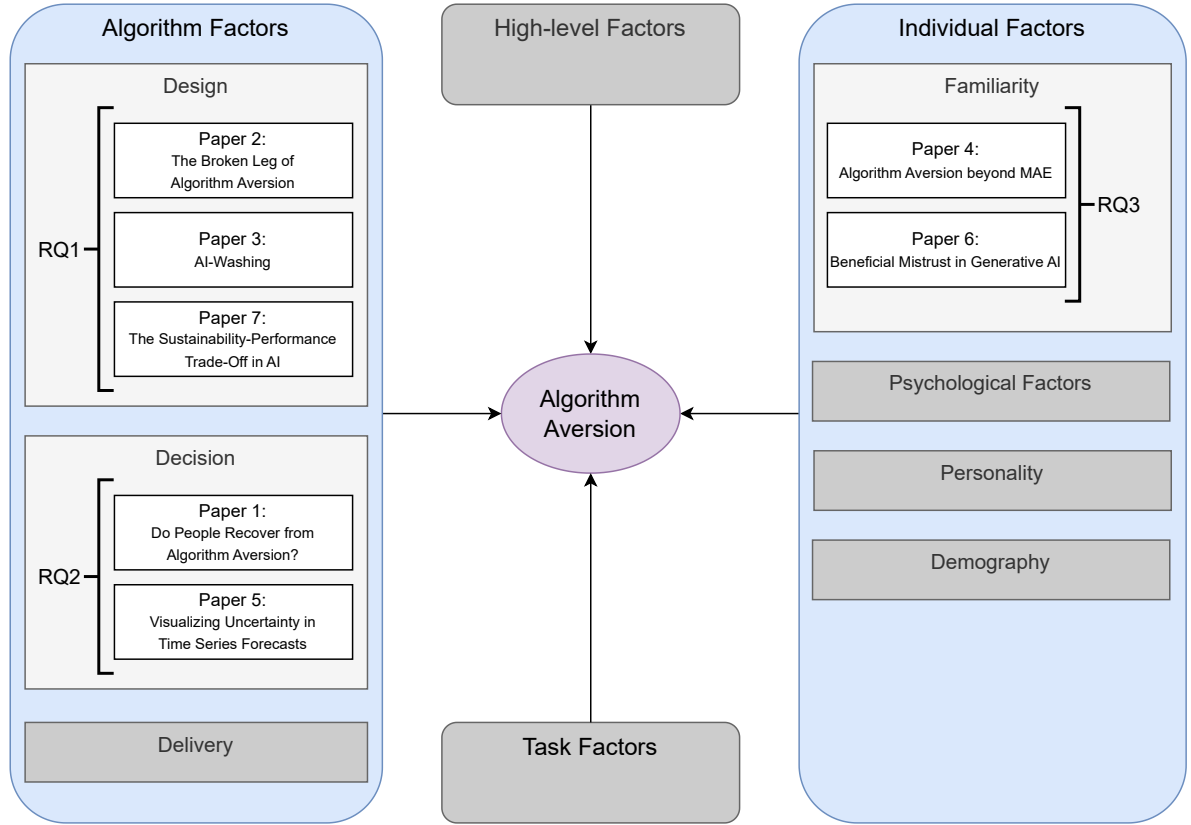 Algorithm Factors
Design
RQ1
Paper 2:
The Broken Leg of
Algorithm Aversion
Paper 3:
AI-Washing
Paper 7:
The Sustainability-Performance
Trade-Off in AI
Decision
RQ2
Paper 1:
Do People Recover from
Algorithm Aversion?
Paper 5:
Visualizing Uncertainty in
Time Series Forecasts
Delivery
High-level Factors
Algorithm
Aversion
Task Factors
Individual Factors
Familiarity
Paper 4:
Algorithm Aversion beyond MAE
Paper 6:
Beneficial Mistrust in Generative AI
RQ3
Psychological Factors
Personality
Demography